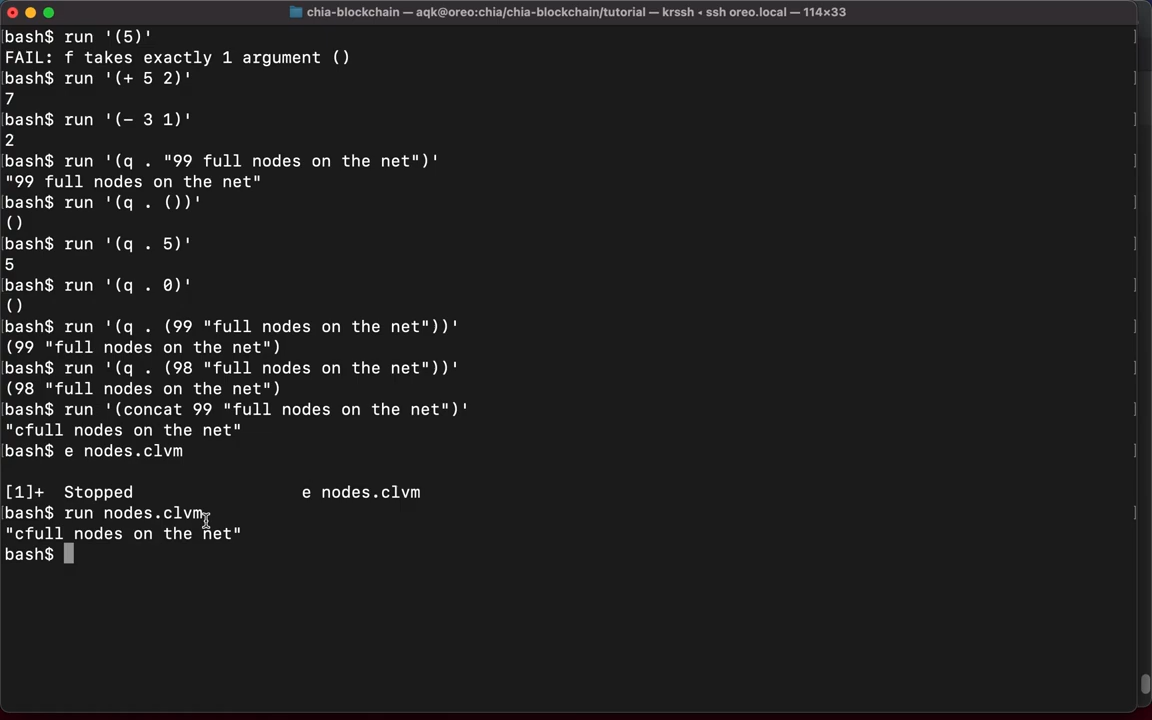 chia-blockchain — aqk@oreo:chia/chia-blockchain/tutorial — krssh ◂ ssh oreo.local — 114×33
[bash$ run '(5)' ]
FAIL: f takes exactly 1 argument ()
[bash$ run '(+ 5 2)' ]
7
[bash$ run '(- 3 1)' ]
2
[bash$ run '(q . "99 full nodes on the net")' ]
"99 full nodes on the net"
[bash$ run '(q . ())' ]
()
[bash$ run '(q . 5)' ]
5
[bash$ run '(q . 0)' ]
()
[bash$ run '(q . (99 "full nodes on the net"))' ]
(99 "full nodes on the net")
[bash$ run '(q . (98 "full nodes on the net"))' ]
(98 "full nodes on the net")
[bash$ run '(concat 99 "full nodes on the net")' ]
"cfull nodes on the net"
[bash$ e nodes.clvm ]
[1]+  Stopped                 e nodes.clvm
[bash$ run nodes.clvm ]
"cfull nodes on the net"
bash$